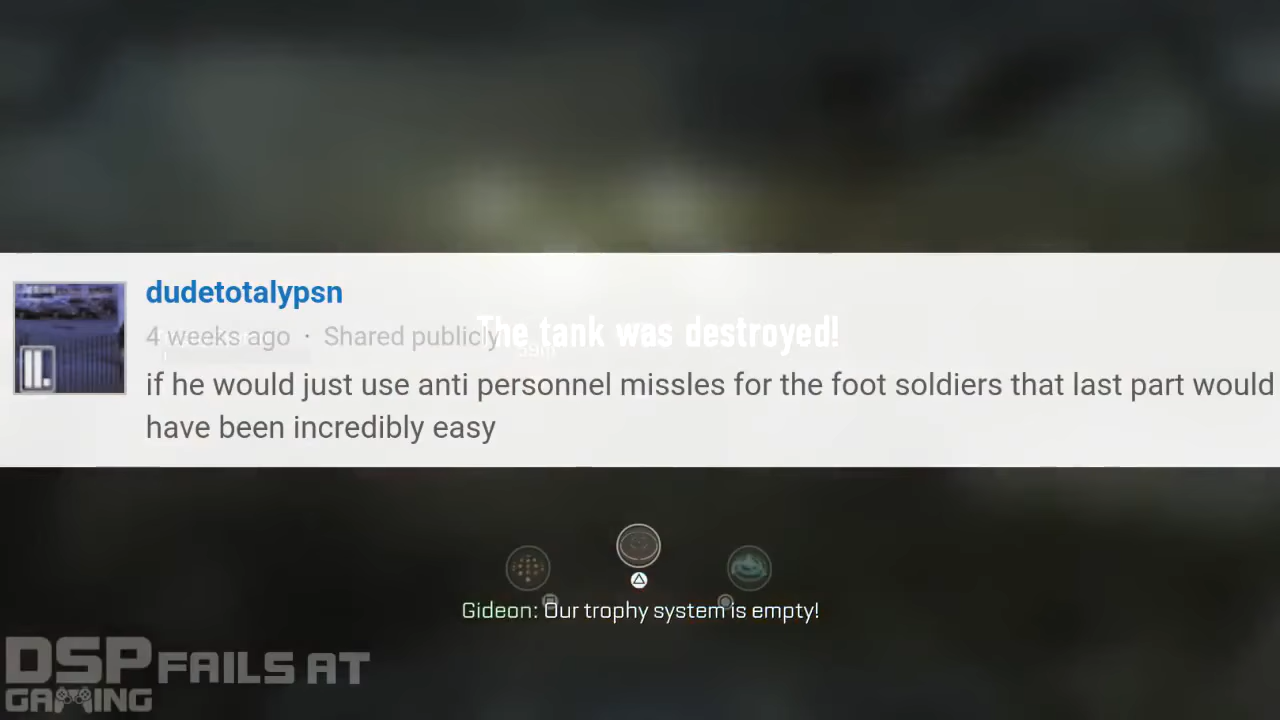 dudetotalypsn
4 weeks ago · Shared publicly
The tank was destroyed!
59m
if he would just use anti personnel missles for the foot soldiers that last part would
have been incredibly easy
Gideon: Our trophy system is empty!
DSP FAILS AT
GAMING